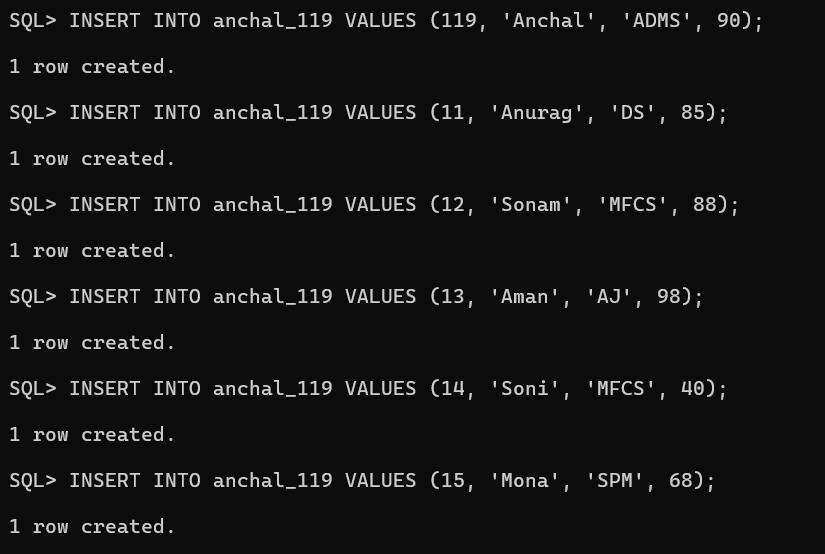 SQL> INSERT INTO anchal_119 VALUES (119, 'Anchal', 'ADMS', 90);
1 row created.
SQL> INSERT INTO anchal_119 VALUES (11, 'Anurag', 'DS', 85);
1 row created.
SQL> INSERT INTO anchal_119 VALUES (12, 'Sonam', 'MFCS', 88);
1 row created.
SQL> INSERT INTO anchal_119 VALUES (13, 'Aman', 'AJ', 98);
1 row created.
SQL> INSERT INTO anchal_119 VALUES (14, 'Soni', 'MFCS', 40);
1 row created.
SQL> INSERT INTO anchal_119 VALUES (15, 'Mona', 'SPM', 68);
1 row created.